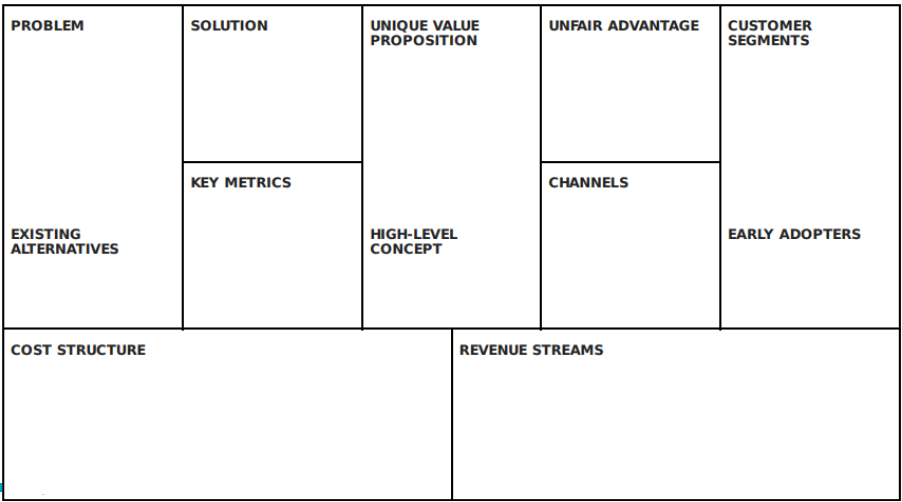 PROBLEM
EXISTING
ALTERNATIVES
SOLUTION
KEY METRICS
UNIQUE VALUE
PROPOSITION
HIGH-LEVEL
CONCEPT
UNFAIR ADVANTAGE
CHANNELS
CUSTOMER
SEGMENTS
EARLY ADOPTERS
COST STRUCTURE
REVENUE STREAMS